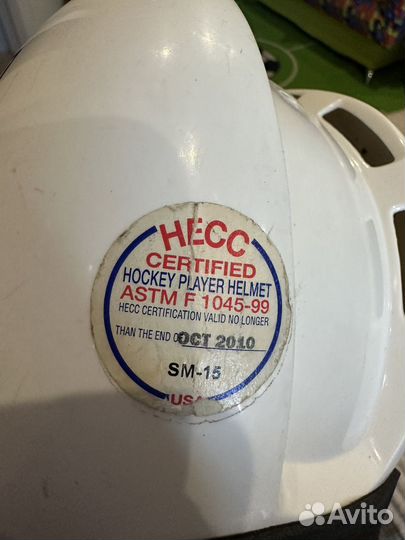 HECC
CERTIFIED
HOCKEY PLAYER HELMET
ASTM F 1045-99
HECC CERTIFICATION VALID NO LONGER
THAN THE END O OCT 2010
SM-15
USA
Avito